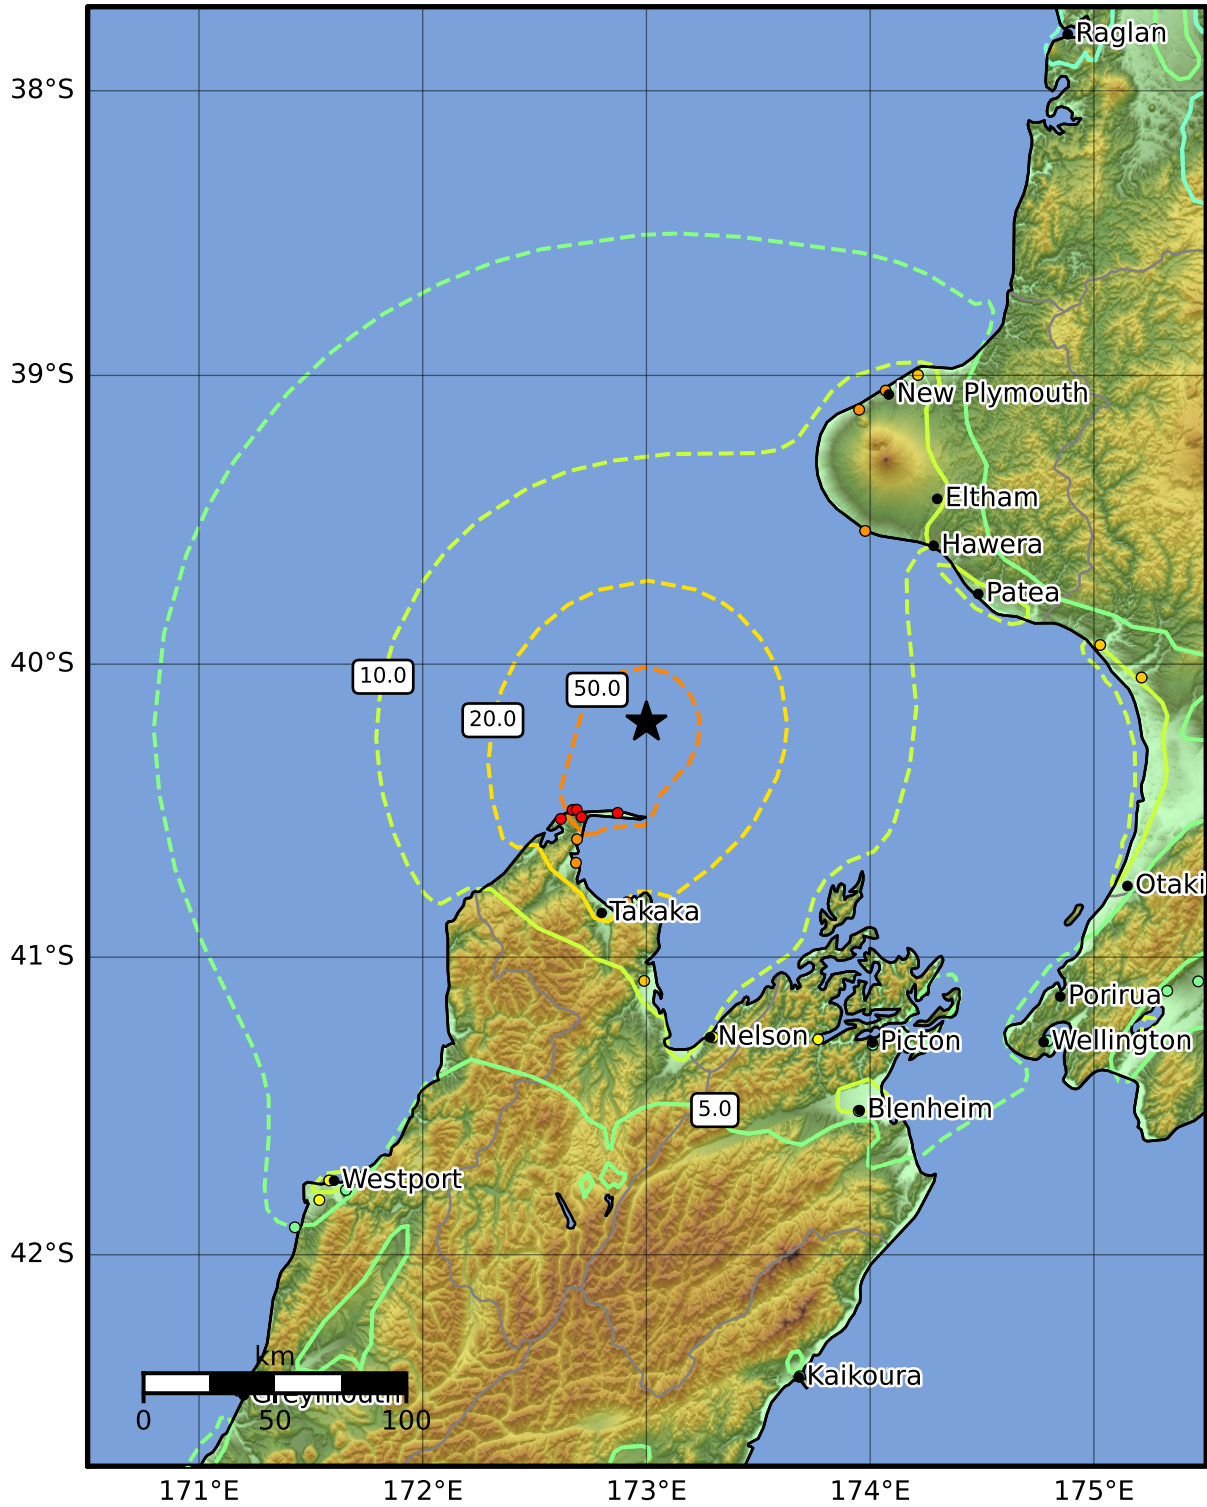 Raglan
38°S
39°S
New Plymouth
Eltham
Hawera
Patea
40°S
10.0
50.0
20.0
Otaki
Takaka
41°S
Porirua
Nelson
Picton
Wellington
5.0
Blenheim
Westport
42°S
km
Kaikoura
Greymouth
0 50 100
171°E 172°E 173°E 174°E 175°E